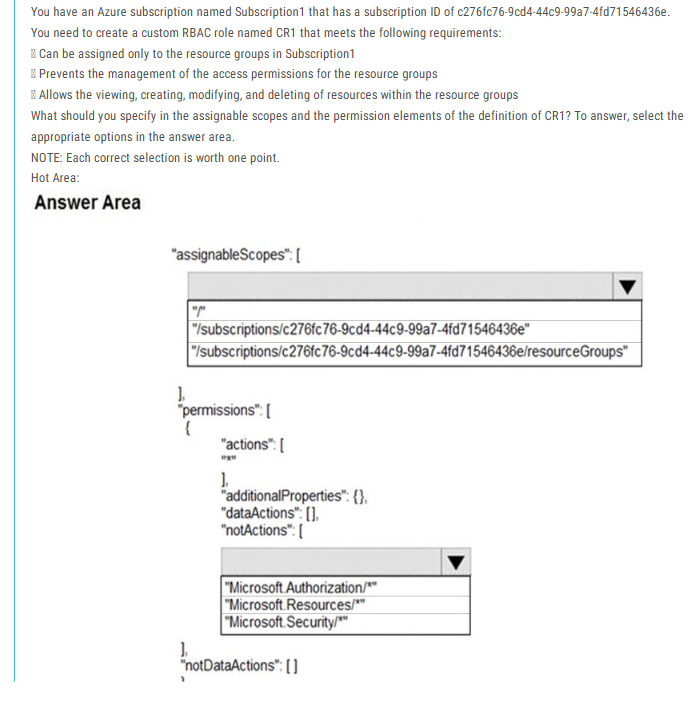 You have an Azure subscription named Subscription1 that has a subscription ID of c276fc76-9cd4-44c9-99a7-4fd71546436e.
You need to create a custom RBAC role named CR1 that meets the following requirements:
Can be assigned only to the resource groups in Subscription1
Prevents the management of the access permissions for the resource groups
Allows the viewing, creating, modifying, and deleting of resources within the resource groups
What should you specify in the assignable scopes and the permission elements of the definition of CR1? To answer, select the
appropriate options in the answer area.
NOTE: Each correct selection is worth one point.
Hot Area:
Answer Area
"assignableScopes": [
"/"
"/subscriptions/c276fc76-9cd4-44c9-99a7-4fd71546436e"
"/subscriptions/c276fc76-9cd4-44c9-99a7-4fd71546436e/resourceGroups"
],
"permissions": [
{
"actions": [
"*"
],
"additionalProperties": {},
"dataActions": [],
"notActions": [
"Microsoft.Authorization/*"
"Microsoft.Resources/*"
"Microsoft.Security/*"
],
"notDataActions": [ ]